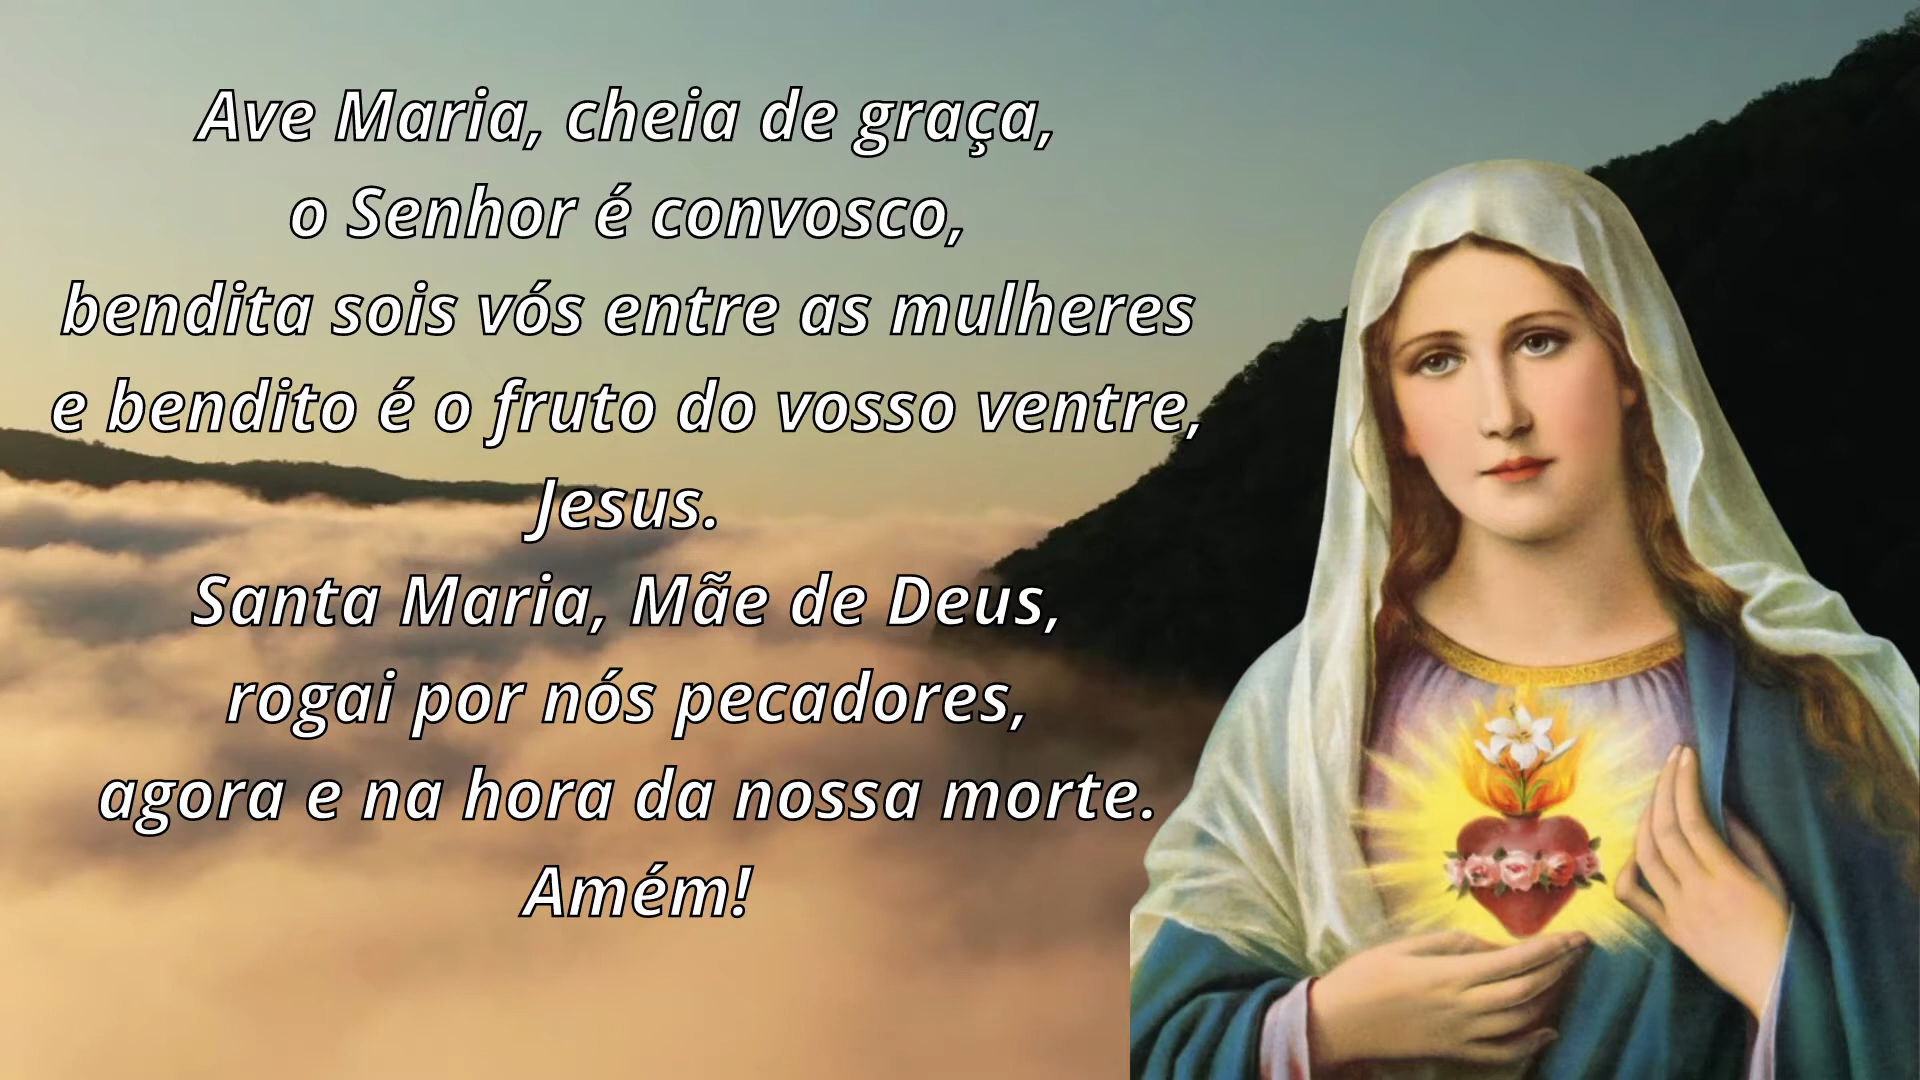 Ave Maria, cheia de graça,
o Senhor é convosco,
bendita sois vós entre as mulheres
e bendito é o fruto do vosso ventre,
Jesus.
Santa Maria, Mãe de Deus,
rogai por nós pecadores,
agora e na hora da nossa morte.
Amém!